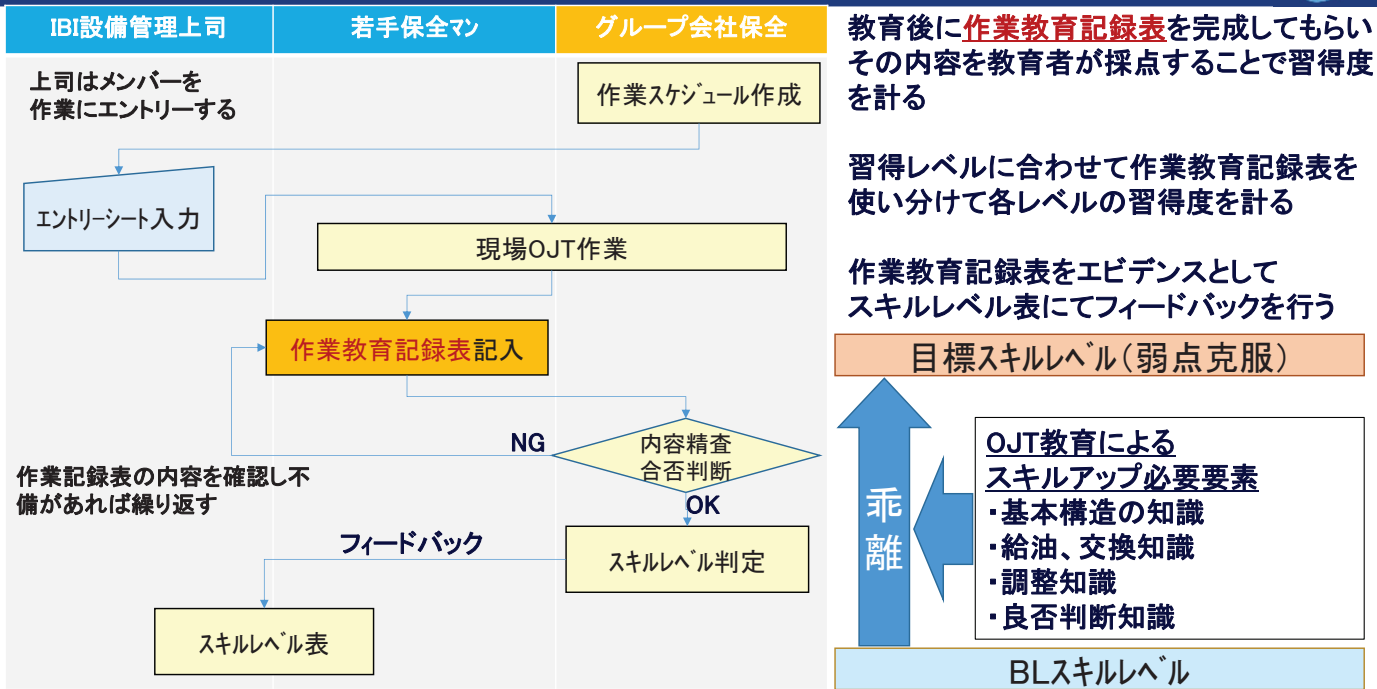 IBI設備管理上司
若手保全マン
グループ会社保全
上司はメンバーを
作業にエントリーする
作業スケジュール作成
エントリーシート入力
現場OJT作業
作業教育記録表記入
NG
内容精査
合否判断
作業記録表の内容を確認し不
備があれば繰り返す
OK
フィードバック
スキルレベル判定
スキルレベル表
教育後に作業教育記録表を完成してもらい
その内容を教育者が採点することで習得度
を計る
習得レベルに合わせて作業教育記録表を
使い分けて各レベルの習得度を計る
作業教育記録表をエビデンスとして
スキルレベル表にてフィードバックを行う
目標スキルレベル(弱点克服)
乖離
OJT教育による
スキルアップ必要要素
・基本構造の知識
・給油、交換知識
・調整知識
・良否判断知識
BLスキルレベル